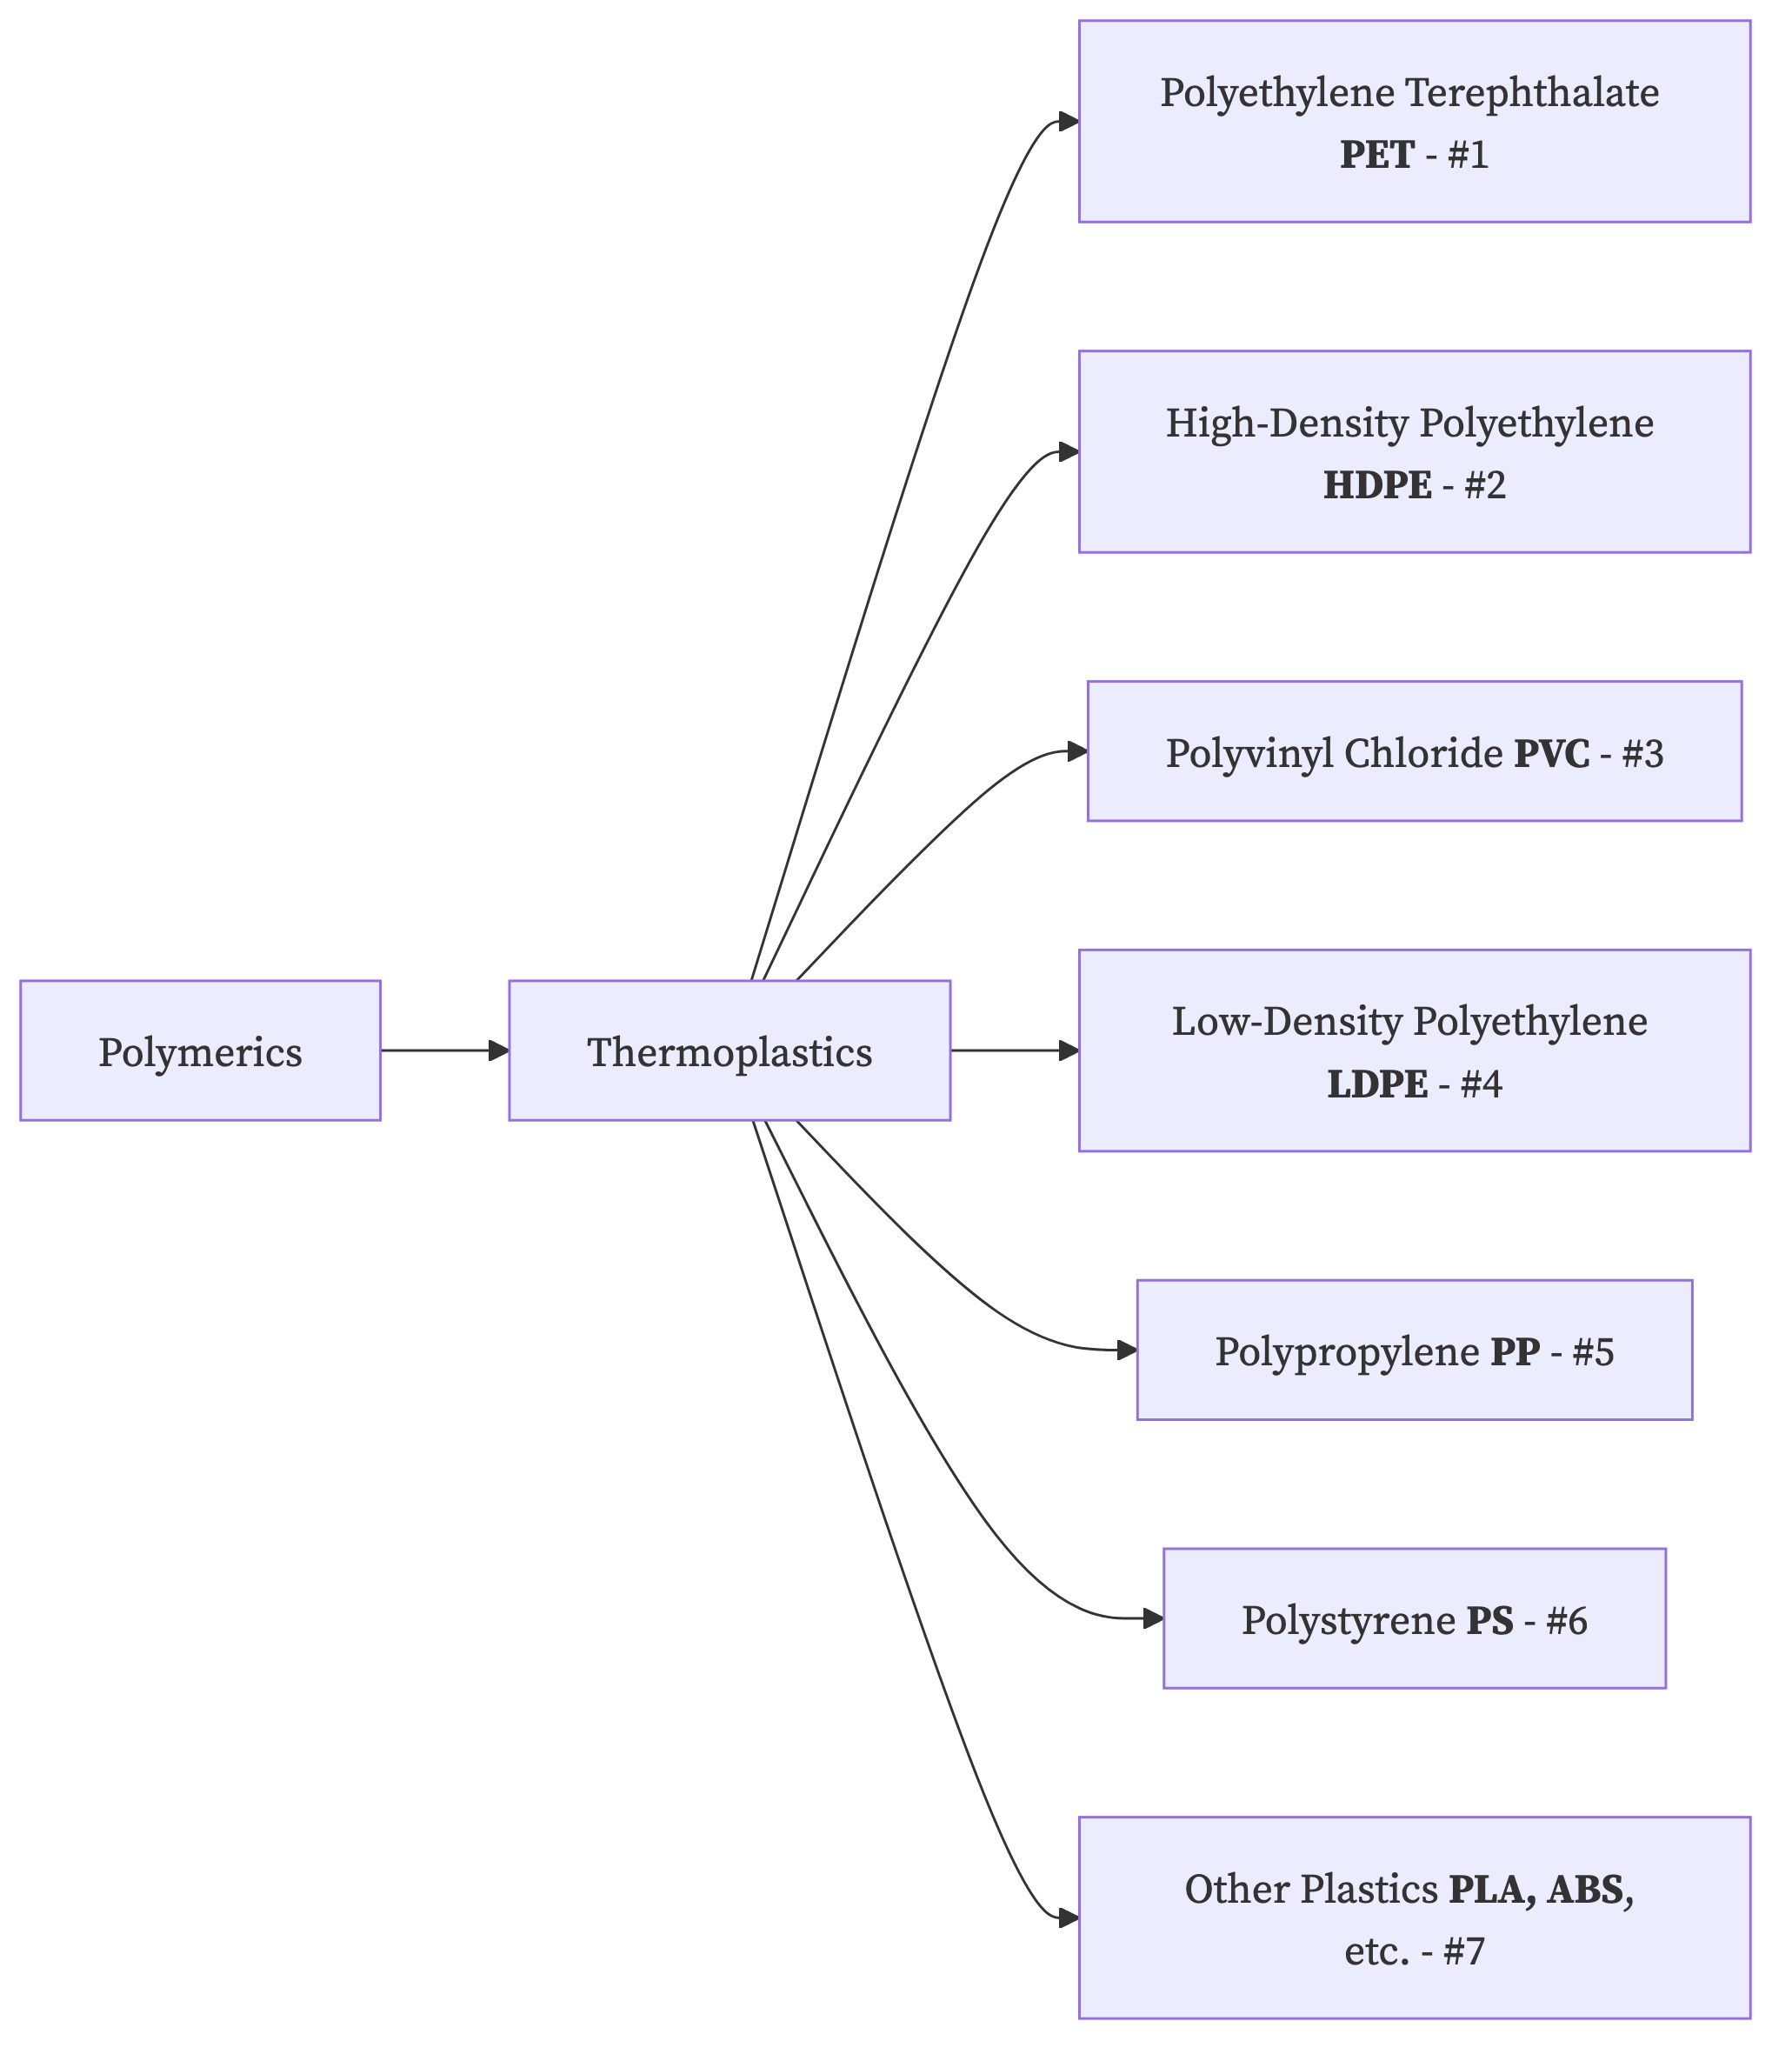 Polyethylene Terephthalate
PET - #1
High-Density Polyethylene
HDPE - #2
Polyvinyl Chloride PVC - #3
Polymerics
Thermoplastics
Low-Density Polyethylene
LDPE - #4
Polypropylene PP - #5
Polystyrene PS - #6
Other Plastics PLA, ABS,
etc. - #7